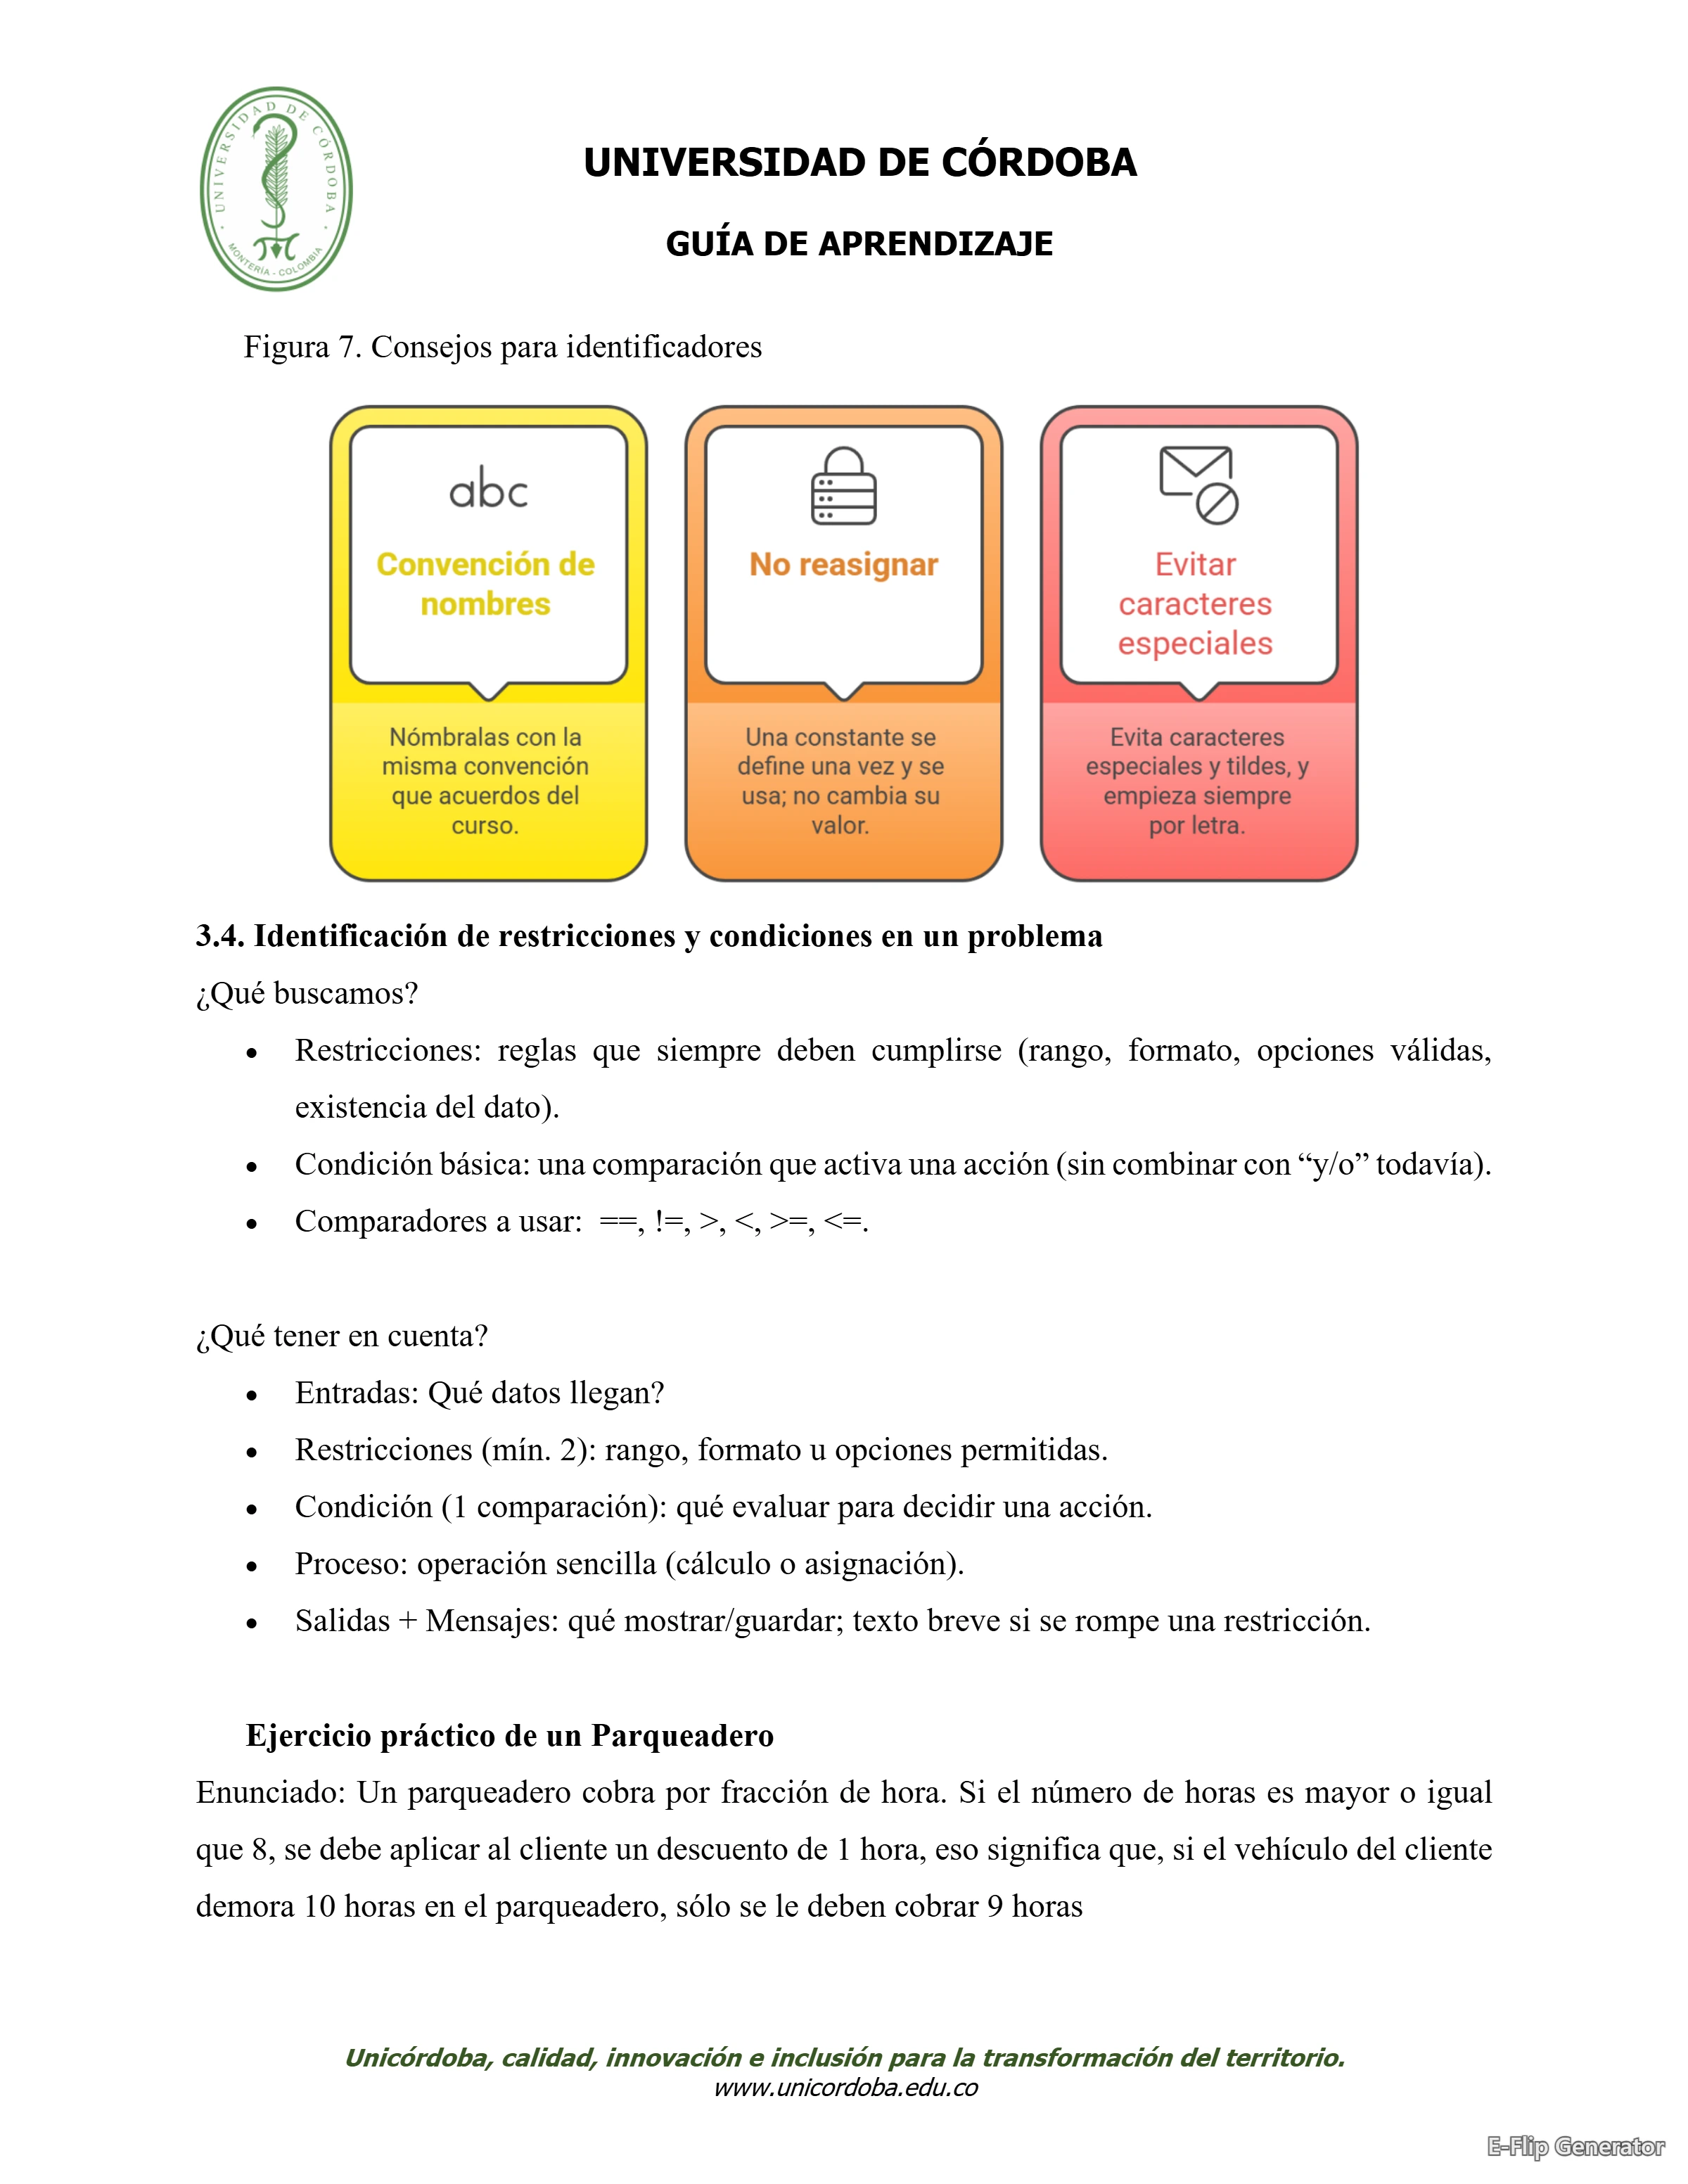 UNIVERSIDAD DE CÓRDOBA
MONTERÍA - COLOMBIA
UNIVERSIDAD DE CÓRDOBA
GUÍA DE APRENDIZAJE
Figura 7. Consejos para identificadores
abc
Convención de
nombres
Nómbralas con la
misma convención
que acuerdos del
curso.
No reasignar
Una constante se
define una vez y se
usa; no cambia su
valor.
Evitar
caracteres
especiales
Evita caracteres
especiales y tildes, y
empieza siempre
por letra.
3.4. Identificación de restricciones y condiciones en un problema
¿Qué buscamos?
• Restricciones: reglas que siempre deben cumplirse (rango, formato, opciones válidas,
existencia del dato).
• Condición básica: una comparación que activa una acción (sin combinar con “y/o” todavía).
• Comparadores a usar: ==, !=, >, <, >=, <=.
¿Qué tener en cuenta?
• Entradas: Qué datos llegan?
• Restricciones (mín. 2): rango, formato u opciones permitidas.
• Condición (1 comparación): qué evaluar para decidir una acción.
• Proceso: operación sencilla (cálculo o asignación).
• Salidas + Mensajes: qué mostrar/guardar; texto breve si se rompe una restricción.
Ejercicio práctico de un Parqueadero
Enunciado: Un parqueadero cobra por fracción de hora. Si el número de horas es mayor o igual
que 8, se debe aplicar al cliente un descuento de 1 hora, eso significa que, si el vehículo del cliente
demora 10 horas en el parqueadero, sólo se le deben cobrar 9 horas
Unicórdoba, calidad, innovación e inclusión para la transformación del territorio.
www.unicordoba.edu.co
E-Flip Generator